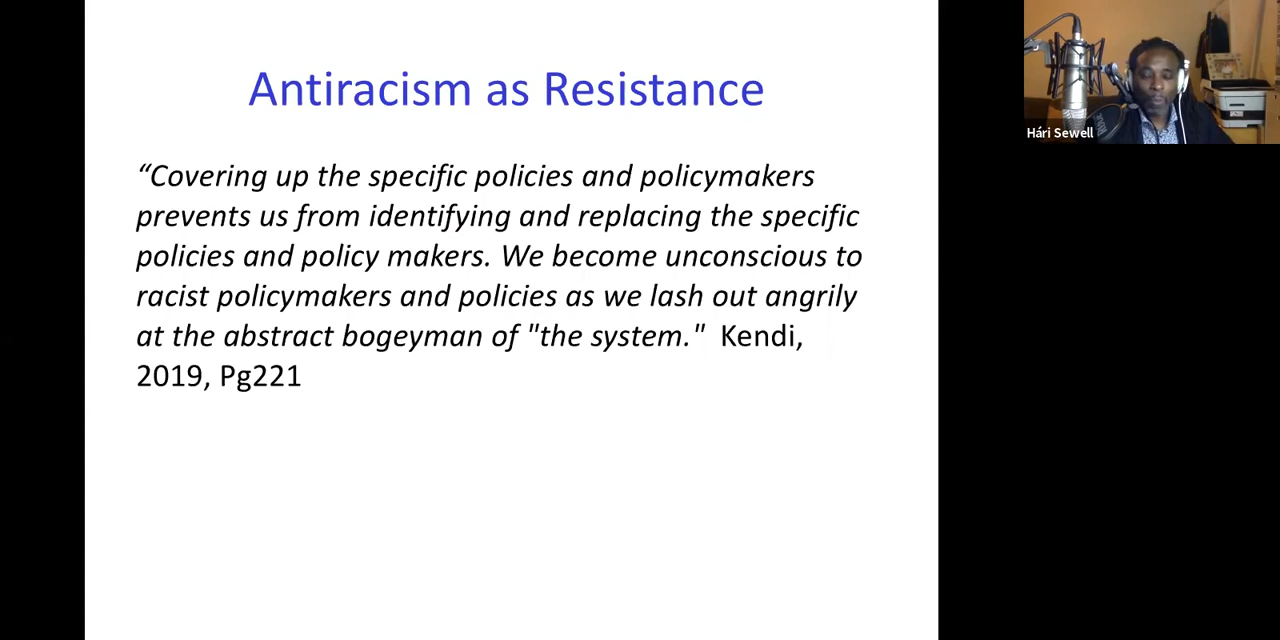 Antiracism as Resistance
“Covering up the specific policies and policymakers
prevents us from identifying and replacing the specific
policies and policy makers. We become unconscious to
racist policymakers and policies as we lash out angrily
at the abstract bogeyman of "the system." Kendi,
2019, Pg221
Hári Sewell